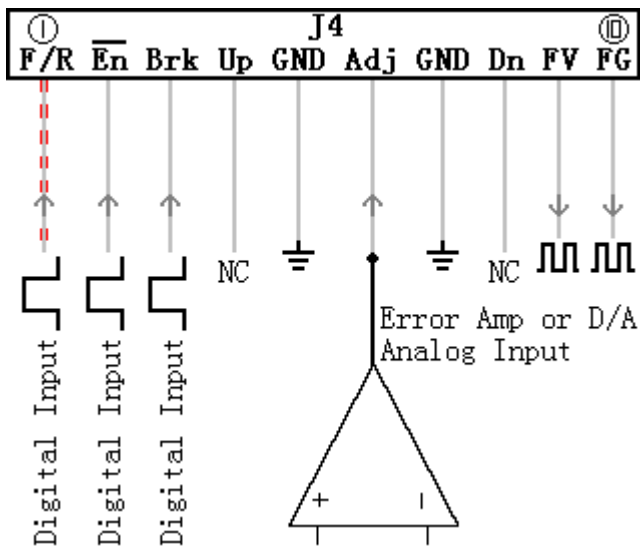 J4
① ⑩
F/R E̅n̅ Brk Up GND Adj GND Dn FV FG
NC
NC
Error Amp or D/A
Analog Input
Digital Input
Digital Input
Digital Input
+ −